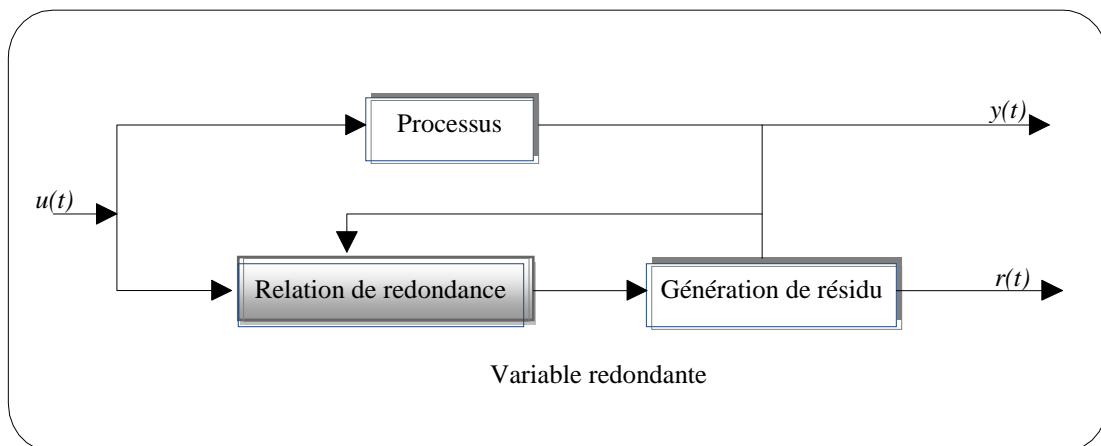 Processus
y(t)
u(t)
Relation de redondance
Génération de résidu
r(t)
Variable redondante